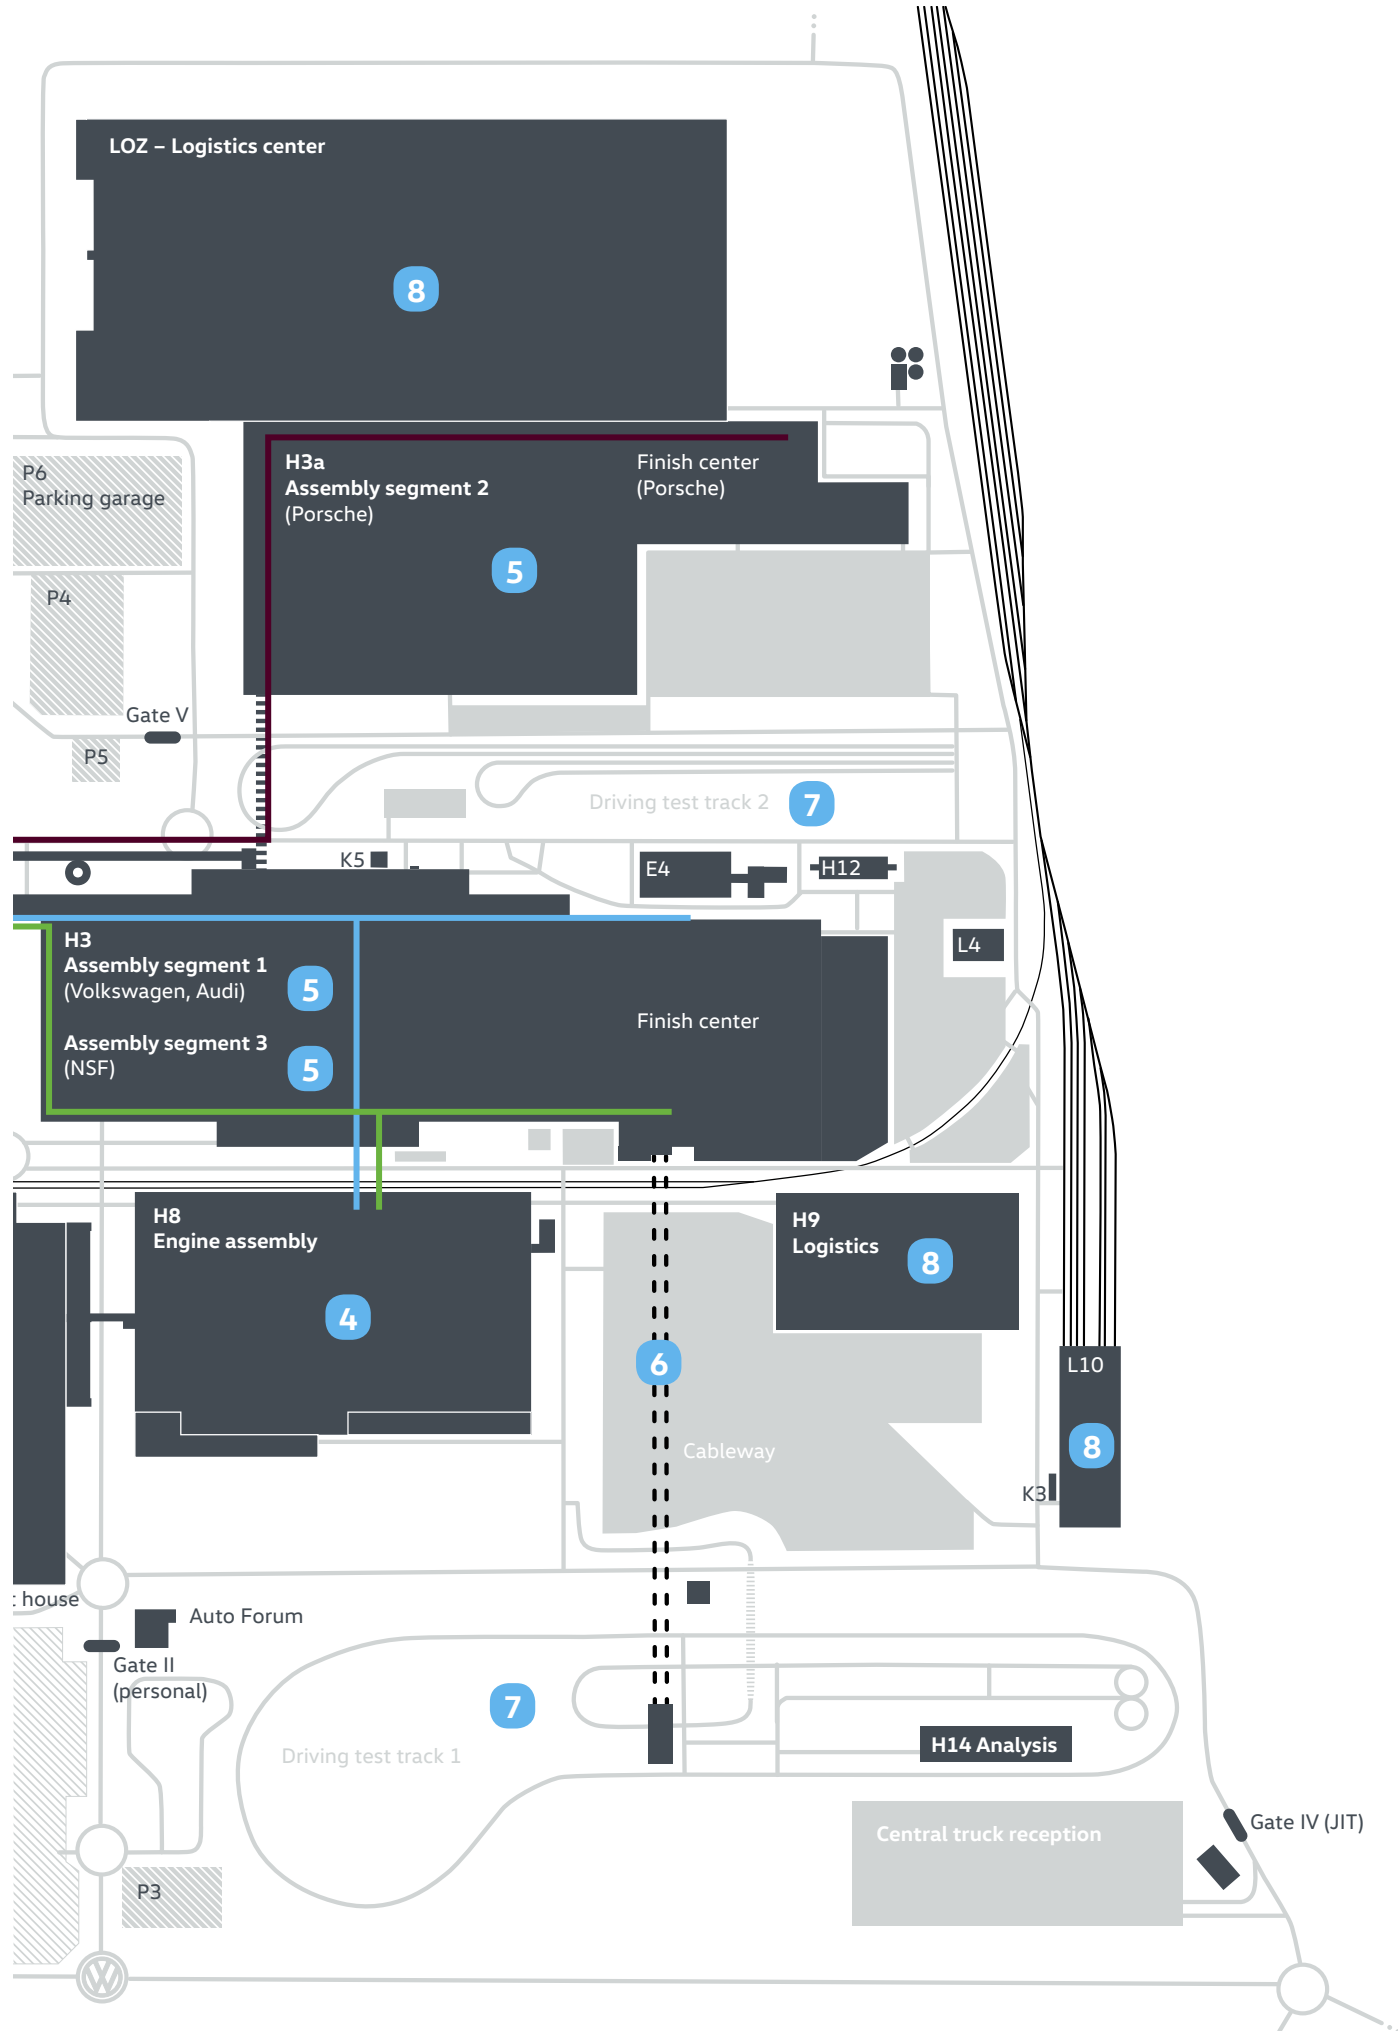 LOZ – Logistics center
8
H3a
Assembly segment 2
(Porsche)
Finish center
(Porsche)
5
P6
Parking garage
P4
Gate V
P5
Driving test track 2
7
K5
E4
H12
L4
H3
Assembly segment 1
(Volkswagen, Audi)
5
Assembly segment 3
(NSF)
5
Finish center
H8
Engine assembly
4
H9
Logistics
8
6
L10
8
Cableway
K3
house
Auto Forum
Gate II
(personal)
7
Driving test track 1
H14 Analysis
Central truck reception
Gate IV (JIT)
P3